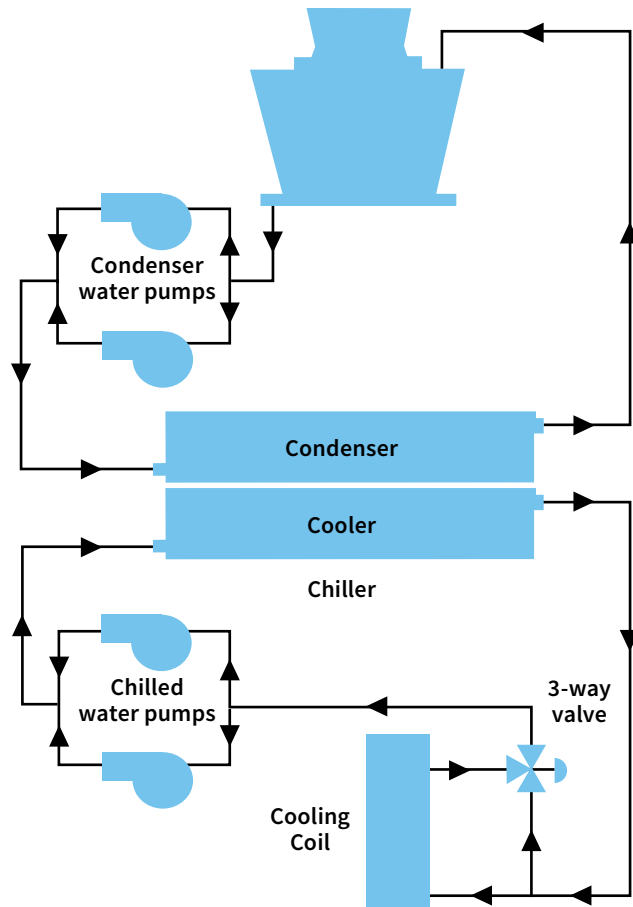 Condenser
water pumps
Condenser
Cooler
Chiller
Chilled
water pumps
3-way
valve
Cooling
Coil